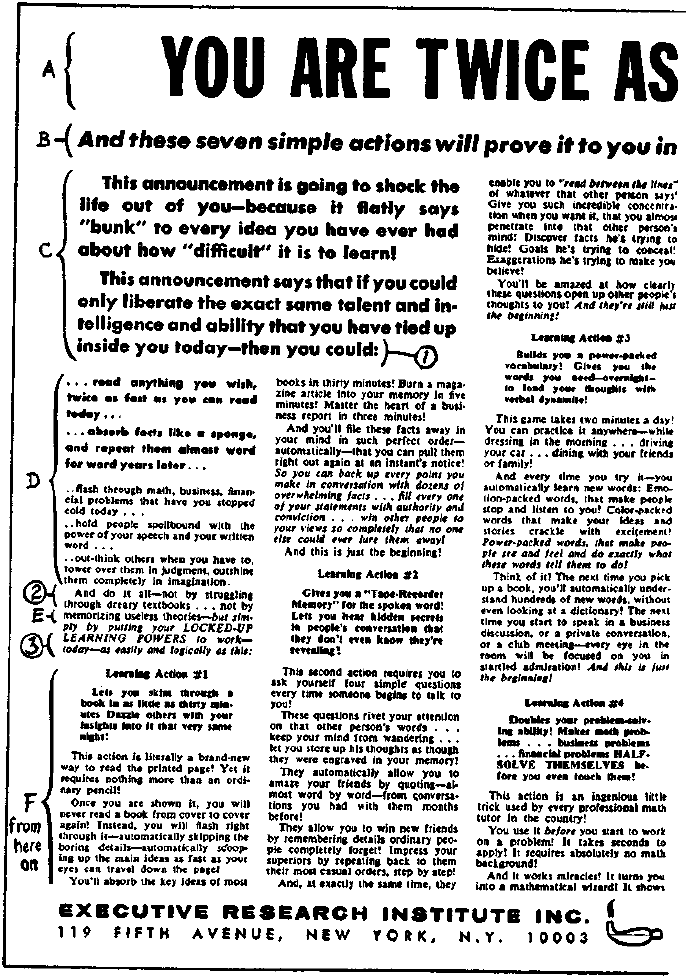 A
YOU ARE TWICE AS
B
And these seven simple actions will prove it to you in
C
This announcement is going to shock the
life out of you—because it flatly says
"bunk" to every idea you have ever had
about how "difficult" it is to learn!
This announcement says that if you could
only liberate the exact same talent and in-
telligence and ability that you have tied up
inside you today—then you could:
1
D
. . . read anything you wish,
twice as fast as you can read
today . . .
. . . absorb facts like a sponge,
and repeat them almost word
for word years later . . .
. . flash through math, business, finan-
cial problems that have you stopped
cold today . . .
. . hold people spellbound with the
power of your speech and your written
word . . .
. . out-think others when you have to,
tower over them in judgment, outshine
them completely in imagination.
2
And do it all—not by struggling
through dreary textbooks . . . not by
E
memorizing useless theories—but sim-
ply by putting your LOCKED-UP
3
LEARNING POWERS to work—
today—as easily and logically as this:
F
from
here
on
Learning Action #1
Lets you skim through a
book in as little as thirty min-
utes Dazzle others with your
insights into it that very same
night!
This action is literally a brand-new
way to read the printed page! Yet it
requires nothing more than an ordi-
nary pencil!
Once you are shown it, you will
never read a book from cover to cover
again! Instead, you will flash right
through it—automatically skipping the
boring details—automatically scoop-
ing up the main ideas as fast as your
eyes can travel down the page!
You'll absorb the key ideas of most
books in thirty minutes! Burn a maga-
zine article into your memory in five
minutes! Master the heart of a busi-
ness report in three minutes!
And you'll file these facts away in
your mind in such perfect order—
automatically—that you can pull them
right out again at an instant's notice!
So you can back up every point you
make in conversation with dozens of
overwhelming facts . . . fill every one
of your statements with authority and
conviction . . . win other people to
your views so completely that no one
else could ever lure them away!
And this is just the beginning!
Learning Action #2
Gives you a "Tape-Recorder
Memory" for the spoken word!
Lets you hear hidden secrets
in people's conversation that
they don't even know they're
revealing!
This second action requires you to
ask yourself four simple questions
every time someone begins to talk to
you!
These questions rivet your attention
on that other person's words . . .
keep your mind from wandering . . .
let you store up his thoughts as though
they were engraved in your memory!
They automatically allow you to
amaze your friends by quoting—al-
most word by word—from conversa-
tions you had with them months
before!
They allow you to win new friends
by remembering details ordinary peo-
ple completely forget! Impress your
superiors by repeating back to them
their most casual orders, step by step!
And, at exactly the same time, they
enable you to "read between the lines"
of whatever that other person says!
Give you such incredible concentra-
tion when you want it, that you almost
penetrate into that other person's
mind! Discover facts he's trying to
hide! Goals he's trying to conceal!
Exaggerations he's trying to make you
believe!
You'll be amazed at how clearly
these questions open up other people's
thoughts to you! And they're still just
the beginning!
Learning Action #3
Builds you a power-packed
vocabulary! Gives you the
words you need—overnight—
to load your thoughts with
verbal dynamite!
This game takes two minutes a day!
You can practice it anywhere—while
dressing in the morning . . . driving
your car . . . dining with your friends
or family!
And every time you try it—you
automatically learn new words: Emo-
tion-packed words, that make people
stop and listen to you! Color-packed
words that make your ideas and
stories crackle with excitement!
Power-packed words, that make peo-
ple see and feel and do exactly what
these words tell them to do!
Think of it! The next time you pick
up a book, you'll automatically under-
stand hundreds of new words, without
even looking at a dictionary! The next
time you start to speak in a business
discussion, or a private conversation,
or a club meeting—every eye in the
room will be focused on you in
startled admiration! And this is just
the beginning!
Learning Action #4
Doubles your problem-solv-
ing ability! Makes math prob-
lems . . . business problems
. . . financial problems HALF-
SOLVE THEMSELVES be-
fore you even touch them!
This action is an ingenious little
trick used by every professional math
tutor in the country!
You use it before you start to work
on a problem! It takes seconds to
apply! It requires absolutely no math
background!
And it works miracles! It turns you
into a mathematical wizard! It shows
EXECUTIVE RESEARCH INSTITUTE INC.
119 FIFTH AVENUE, NEW YORK, N.Y. 10003